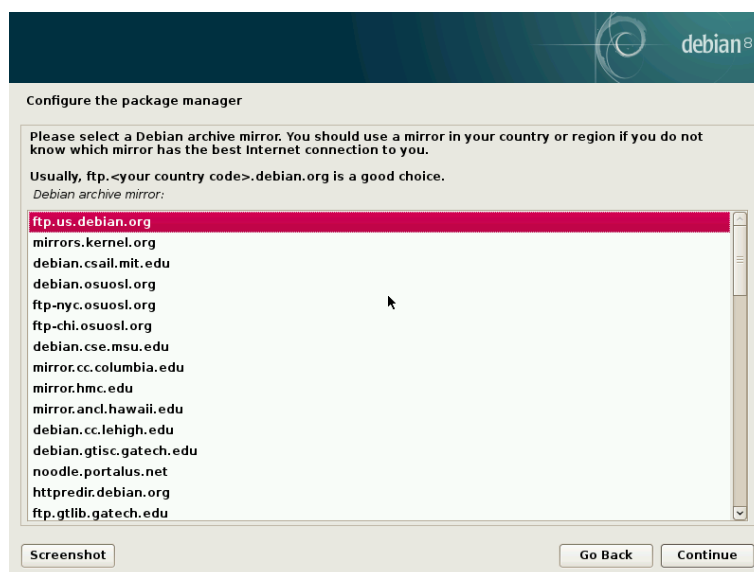 debian 8
Configure the package manager
Please select a Debian archive mirror. You should use a mirror in your country or region if you do not
know which mirror has the best Internet connection to you.
Usually, ftp.<your country code>.debian.org is a good choice.
Debian archive mirror:
ftp.us.debian.org
mirrors.kernel.org
debian.csail.mit.edu
debian.osuosl.org
ftp-nyc.osuosl.org
ftp-chi.osuosl.org
debian.cse.msu.edu
mirror.cc.columbia.edu
mirror.hmc.edu
mirror.ancl.hawaii.edu
debian.cc.lehigh.edu
debian.gtisc.gatech.edu
noodle.portalus.net
httpredir.debian.org
ftp.gtlib.gatech.edu
Screenshot
Go Back
Continue